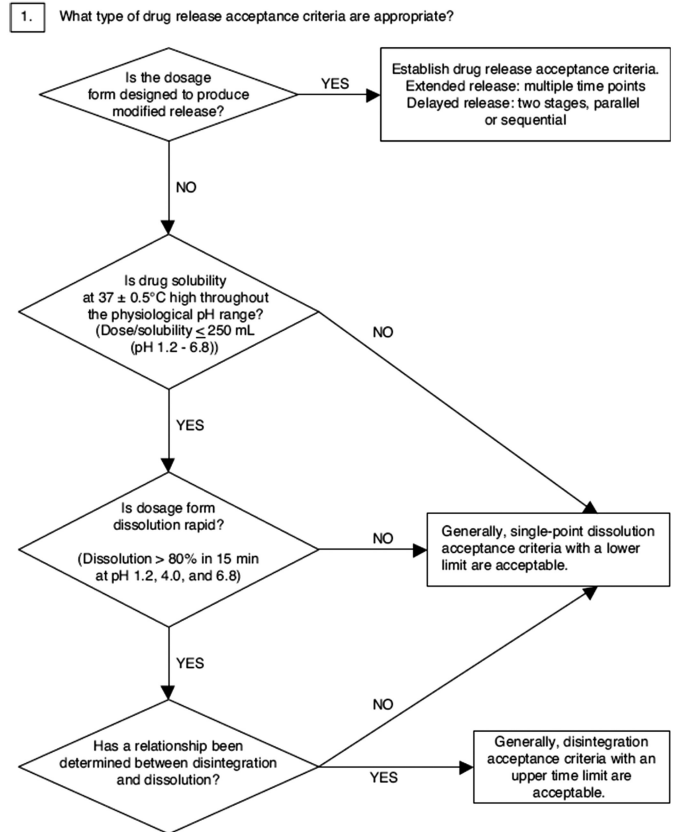 1. What type of drug release acceptance criteria are appropriate?
Is the dosage
form designed to produce
modified release?
YES
Establish drug release acceptance criteria.
Extended release: multiple time points
Delayed release: two stages, parallel
or sequential
NO
Is drug solubility
at 37 ± 0.5°C high throughout
the physiological pH range?
(Dose/solubility ≤ 250 mL
(pH 1.2 - 6.8))
NO
YES
Is dosage form
dissolution rapid?
(Dissolution > 80% in 15 min
at pH 1.2, 4.0, and 6.8)
NO
Generally, single-point dissolution
acceptance criteria with a lower
limit are acceptable.
YES
Has a relationship been
determined between disintegration
and dissolution?
NO
YES
Generally, disintegration
acceptance criteria with an
upper time limit are
acceptable.